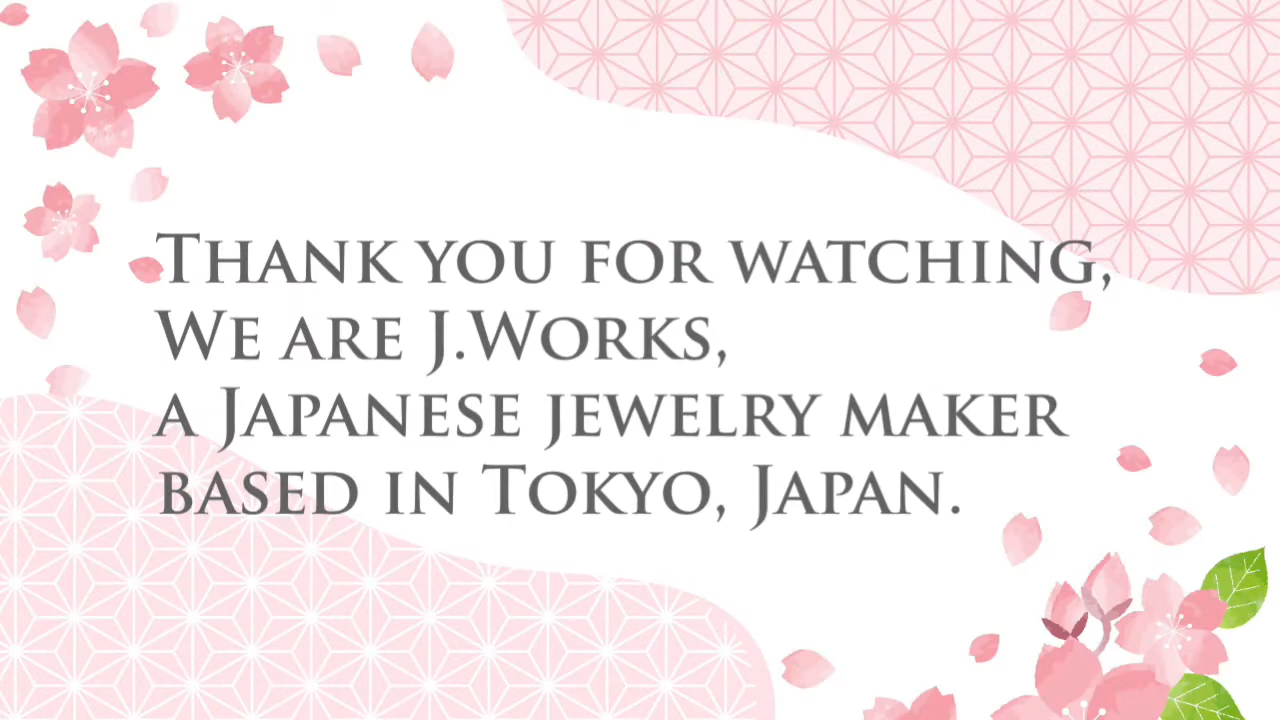 Thank you for watching,
We are J.Works,
a Japanese jewelry maker
based in Tokyo, Japan.